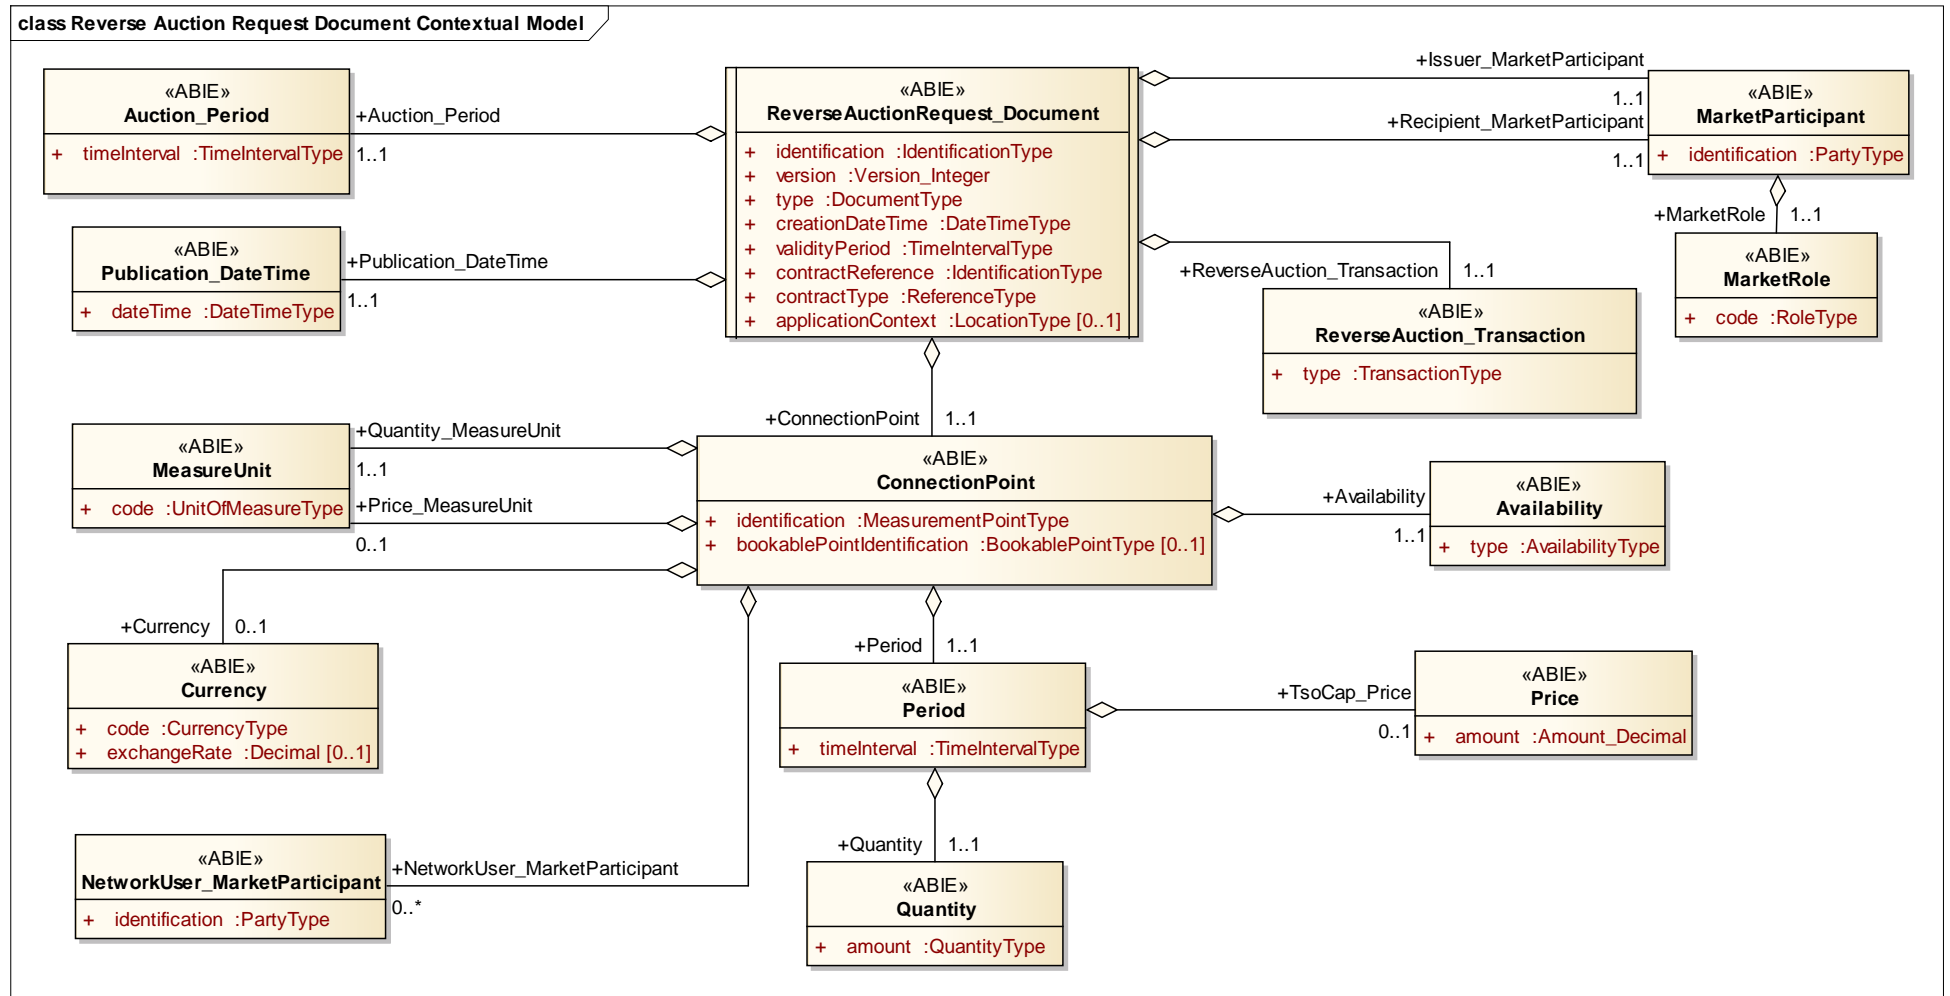 class Reverse Auction Request Document Contextual Model
«ABIE»
Auction_Period
+ timeInterval :TimeIntervalType
+Auction_Period
1..1
«ABIE»
ReverseAuctionRequest_Document
+ identification :IdentificationType
+ version :Version_Integer
+ type :DocumentType
+ creationDateTime :DateTimeType
+ validityPeriod :TimeIntervalType
+ contractReference :IdentificationType
+ contractType :ReferenceType
+ applicationContext :LocationType [0..1]
+Issuer_MarketParticipant
1..1
+Recipient_MarketParticipant
1..1
«ABIE»
MarketParticipant
+ identification :PartyType
+MarketRole
1..1
«ABIE»
MarketRole
+ code :RoleType
«ABIE»
Publication_DateTime
+ dateTime :DateTimeType
+Publication_DateTime
1..1
+ReverseAuction_Transaction
1..1
«ABIE»
ReverseAuction_Transaction
+ type :TransactionType
+ConnectionPoint
1..1
«ABIE»
MeasureUnit
+ code :UnitOfMeasureType
+Quantity_MeasureUnit
1..1
+Price_MeasureUnit
0..1
«ABIE»
ConnectionPoint
+ identification :MeasurementPointType
+ bookablePointIdentification :BookablePointType [0..1]
+Availability
1..1
«ABIE»
Availability
+ type :AvailabilityType
+Currency
0..1
«ABIE»
Currency
+ code :CurrencyType
+ exchangeRate :Decimal [0..1]
+Period
1..1
«ABIE»
Period
+ timeInterval :TimeIntervalType
+TsoCap_Price
0..1
«ABIE»
Price
+ amount :Amount_Decimal
«ABIE»
NetworkUser_MarketParticipant
+ identification :PartyType
+NetworkUser_MarketParticipant
0..*
+Quantity
1..1
«ABIE»
Quantity
+ amount :QuantityType